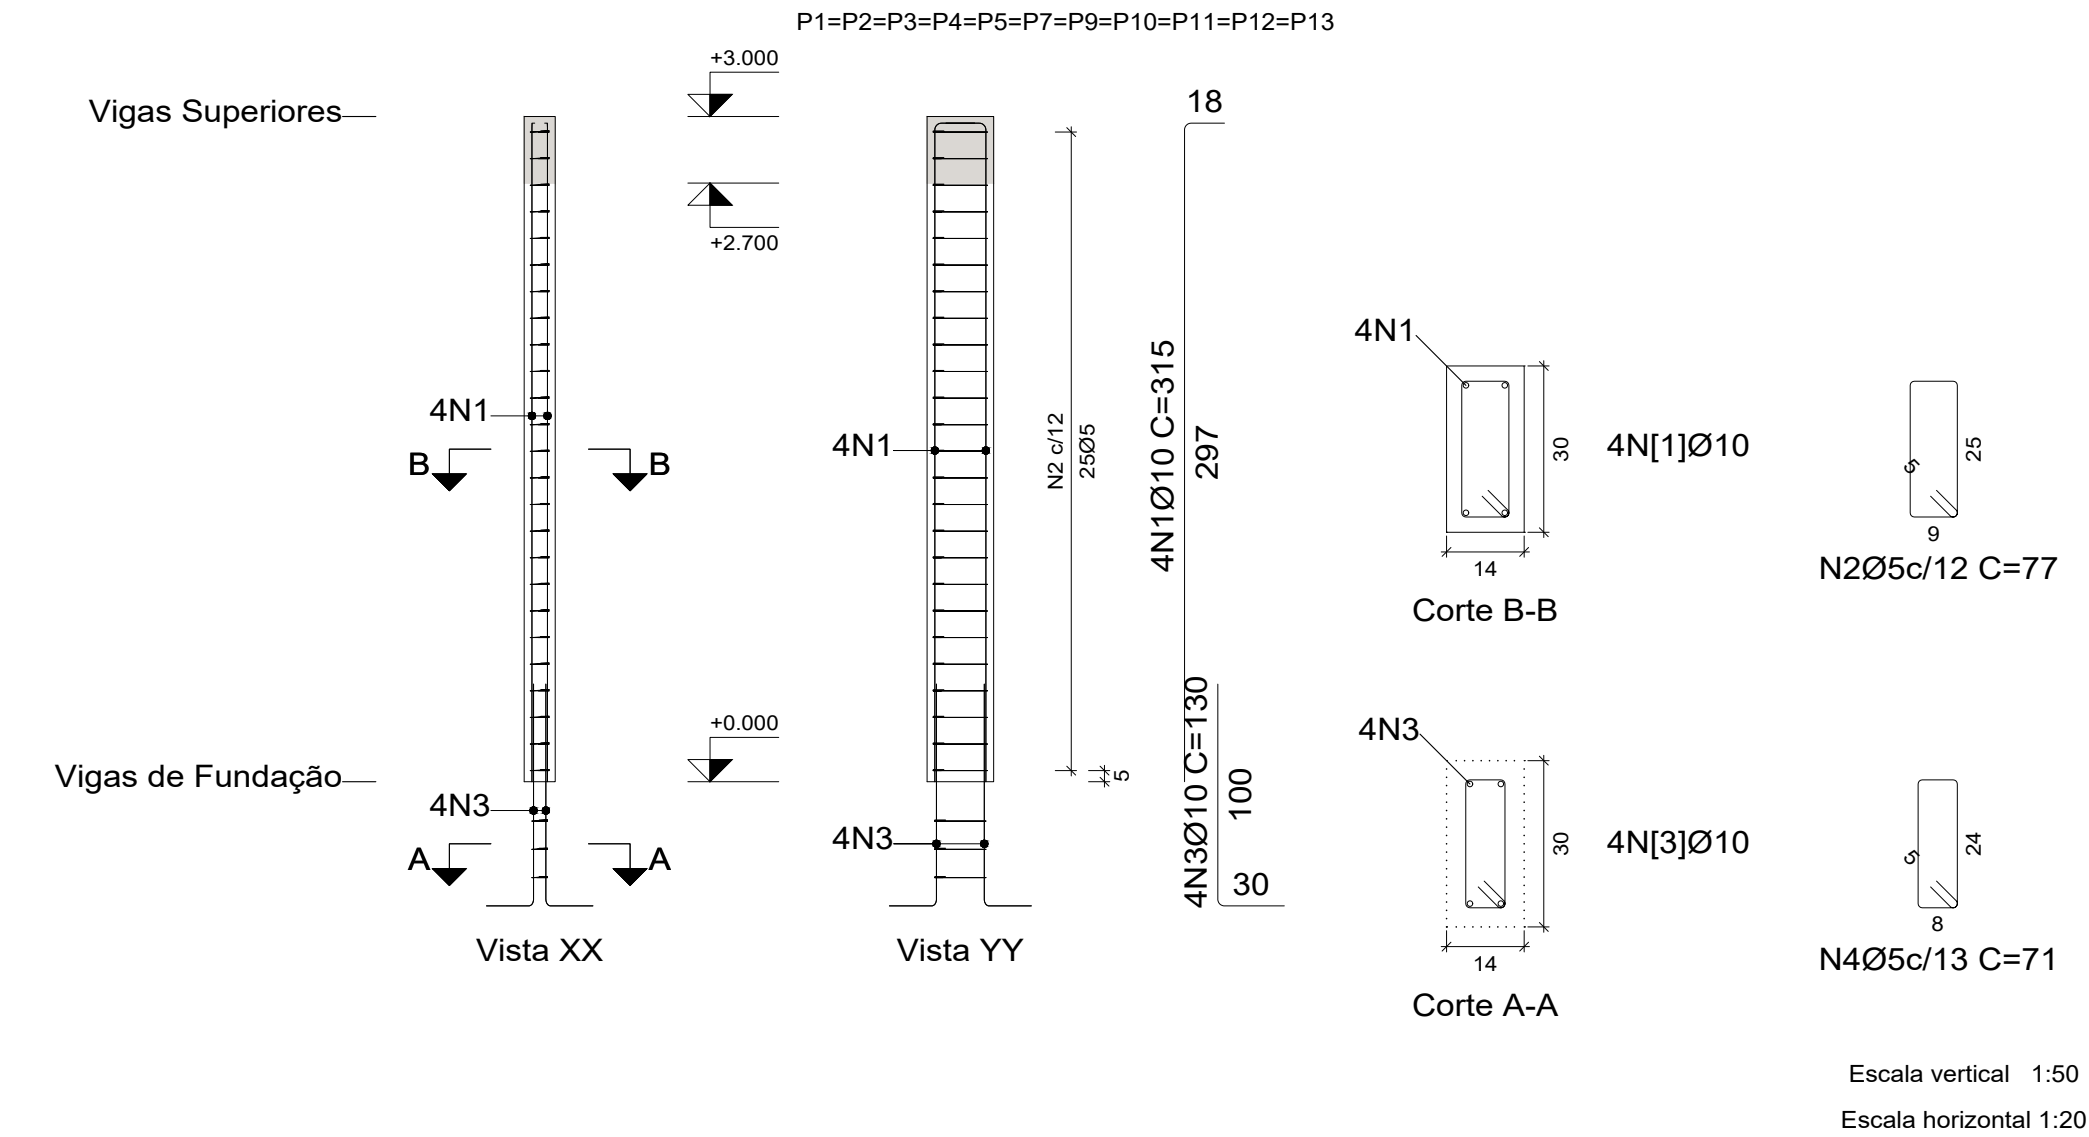 P1=P2=P3=P4=P5=P7=P9=P10=P11=P12=P13
+3.000
Vigas Superiores
18
+2.700
4N1
B
B
4N1
N2 c/12
25Ø5
4N1Ø10 C=315
297
4N1
30
14
4N[1]Ø10
Corte B-B
25
5
9
N2Ø5c/12 C=77
+0.000
Vigas de Fundação
5
4N3
A
A
4N3
4N3Ø10 C=130
100
30
4N3
30
14
4N[3]Ø10
Corte A-A
24
5
8
N4Ø5c/13 C=71
Vista XX
Vista YY
Escala vertical 1:50
Escala horizontal 1:20